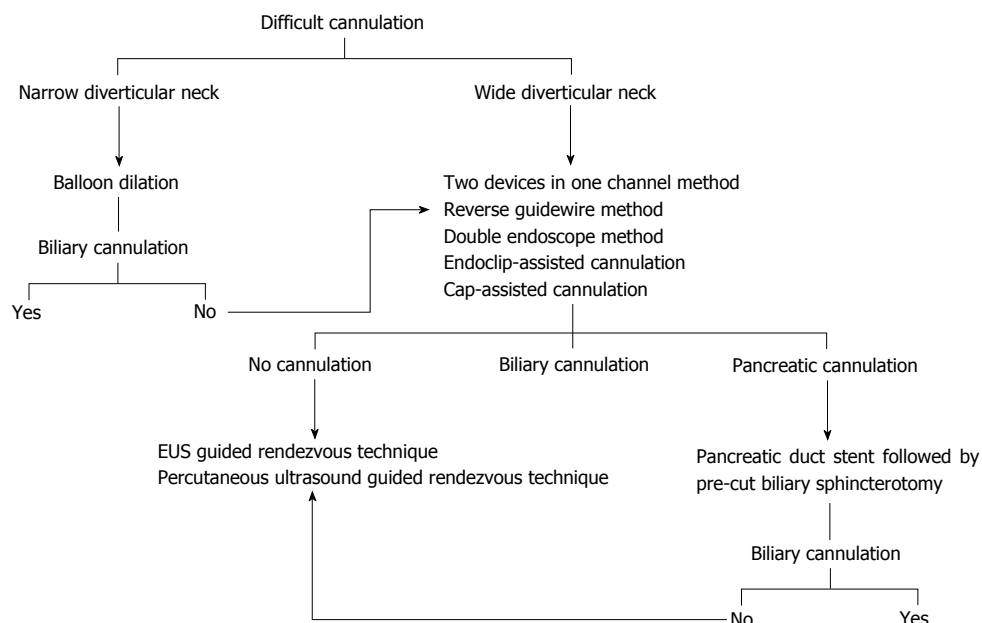 Difficult cannulation
Narrow diverticular neck
Wide diverticular neck
Balloon dilation
Biliary cannulation
Yes
No
Two devices in one channel method
Reverse guidewire method
Double endoscope method
Endoclip-assisted cannulation
Cap-assisted cannulation
No cannulation
Biliary cannulation
Pancreatic cannulation
EUS guided rendezvous technique
Percutaneous ultrasound guided rendezvous technique
Pancreatic duct stent followed by
pre-cut biliary sphincterotomy
Biliary cannulation
No
Yes